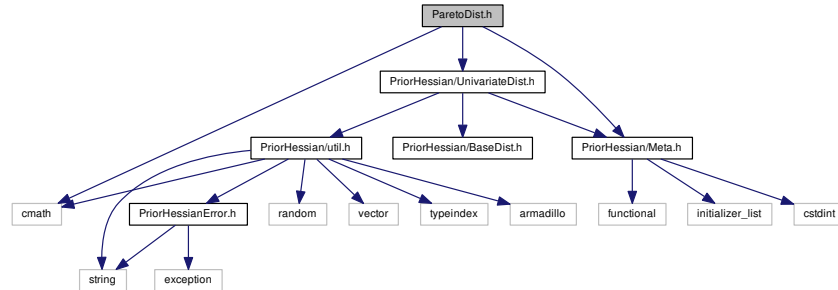 ParetoDist.h
PriorHessian/UnivariateDist.h
PriorHessian/util.h
PriorHessian/BaseDist.h
PriorHessian/Meta.h
cmath
PriorHessianError.h
random
vector
typeindex
armadillo
functional
initializer_list
cstdint
string
exception